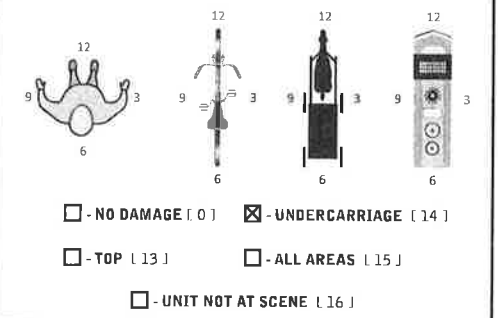 12 12 12 12
9 3 9 3 9 3 9 3
6 6 6 6
☐ - NO DAMAGE [ 0 ] ☒ - UNDERCARRIAGE [ 14 ]
☐ - TOP [ 13 ] ☐ - ALL AREAS [ 15 ]
☐ - UNIT NOT AT SCENE [ 16 ]